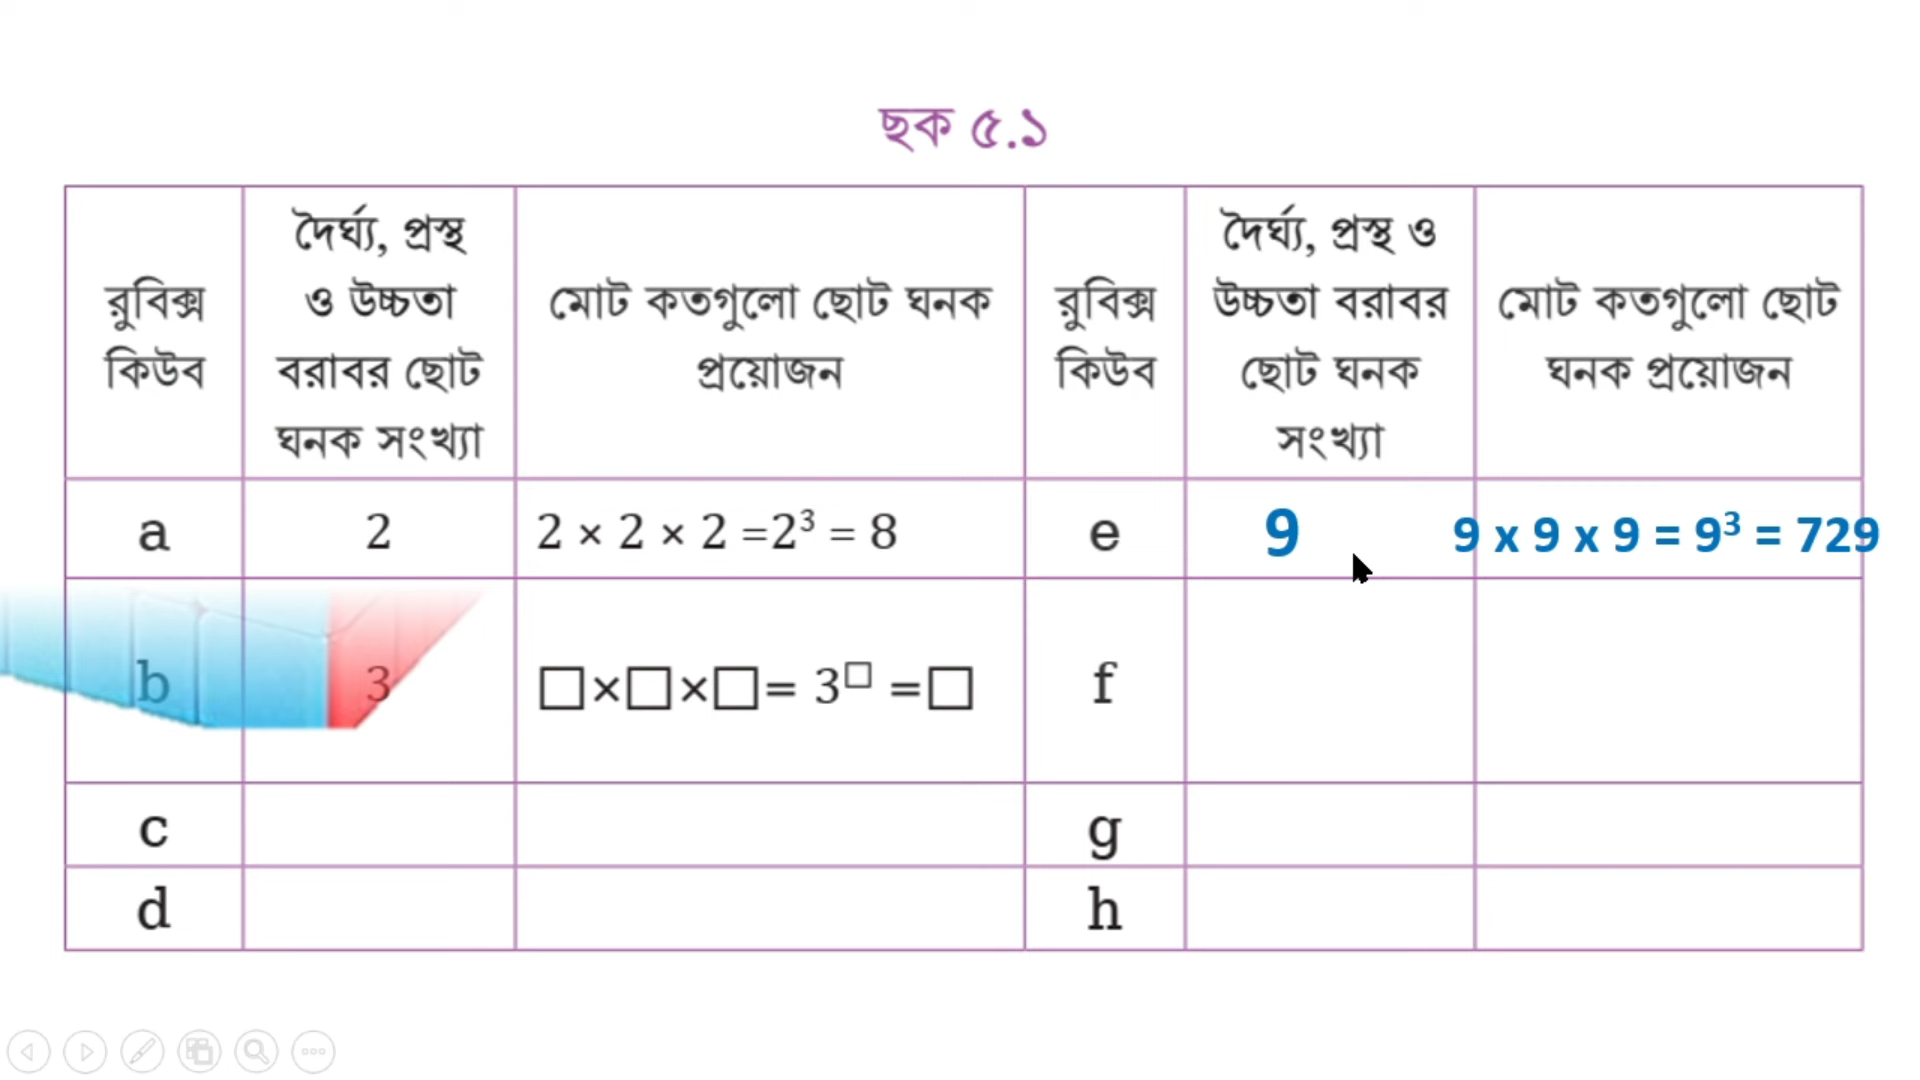 ছক ৫.১
রুবিক্স
কিউব
দৈর্ঘ্য, প্রস্থ
ও উচ্চতা
বরাবর ছোট
ঘনক সংখ্যা
মোট কতগুলো ছোট ঘনক
প্রয়োজন
রুবিক্স
কিউব
দৈর্ঘ্য, প্রস্থ ও
উচ্চতা বরাবর
ছোট ঘনক
সংখ্যা
মোট কতগুলো ছোট
ঘনক প্রয়োজন
a
2
2 × 2 × 2 =2³ = 8
e
9
9 x 9 x 9 = 9³ = 729
b
3
□×□×□= 3^□ =□
f
c
g
d
h